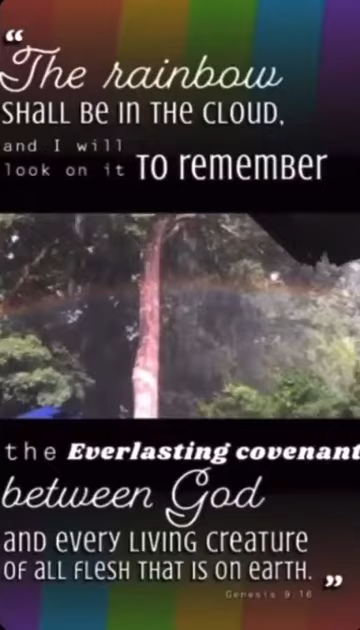 “
The rainbow
SHALL BE IN THE CLOUD,
and I will
look on it TO REMEMBER
the Everlasting covenant
between God
AND EVERY LIVING CREATURE
OF ALL FLESH THAT IS ON EARTH.
”
Genesis 9.16